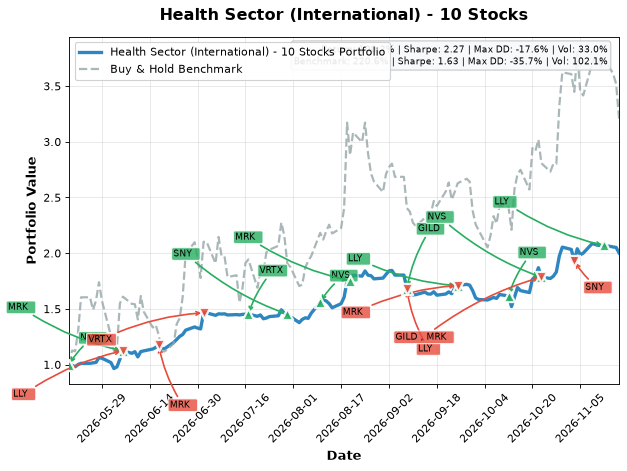 Health Sector (International) - 10 Stocks
Health Sector (International) - 10 Stocks Portfolio
Buy & Hold Benchmark
% | Sharpe: 2.27 | Max DD: -17.6% | Vol: 33.0%
Benchmark: 220.6% | Sharpe: 1.63 | Max DD: -35.7% | Vol: 102.1%
Portfolio Value
3.5
3.0
2.5
2.0
1.5
1.0
LLY
NVS
GILD
MRK
SNY
LLY
NVS
VRTX
NVS
SNY
MRK
MRK
VRTX
GILD
MRK
LLY
LLY
MRK
2026-05-29
2026-06-14
2026-06-30
2026-07-16
2026-08-01
2026-08-17
2026-09-02
2026-09-18
2026-10-04
2026-10-20
2026-11-05
Date